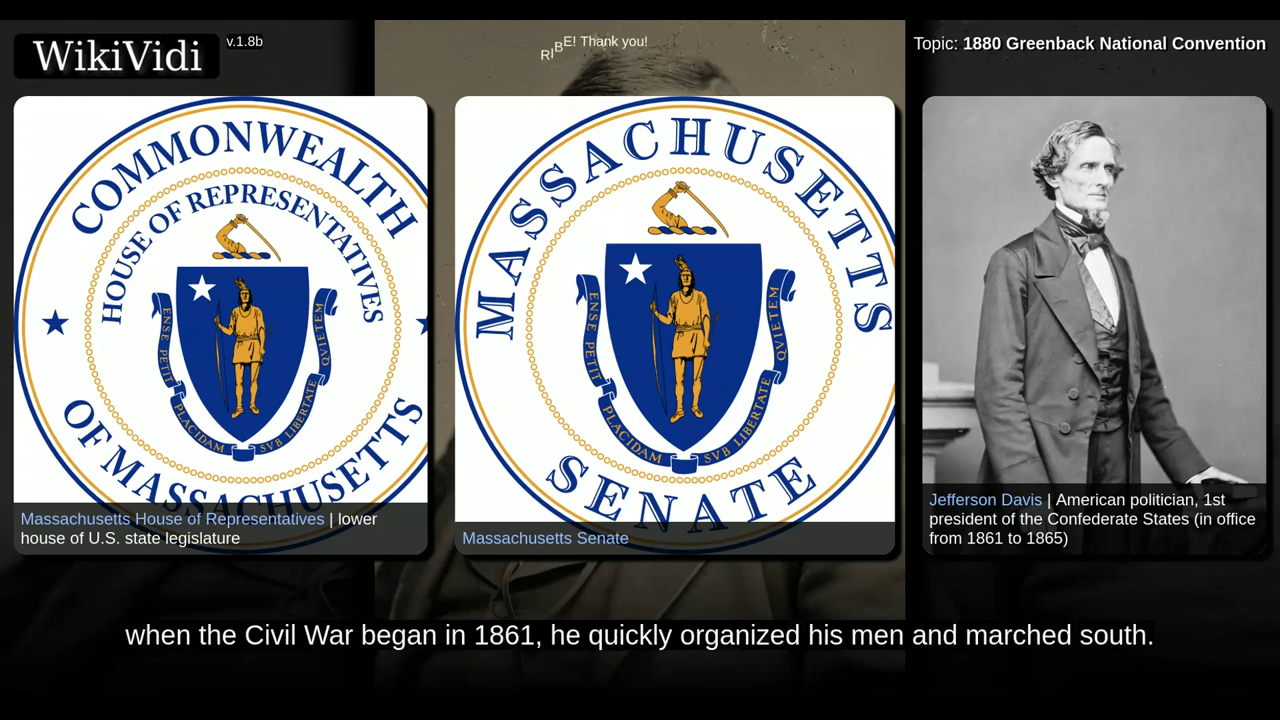 WikiVidi
v.1.8b
RIBE! Thank you!
Topic: 1880 Greenback National Convention
COMMONWEALTH
OF MASSACHUSETTS
HOUSE OF REPRESENTATIVES
ENSE PETIT
PLACIDAM
SVB LIBERTATE
QVIETEM
Massachusetts House of Representatives | lower
house of U.S. state legislature
MASSACHUSETTS
SENATE
ENSE PETIT
PLACIDAM
SVB LIBERTATE
QVIETEM
Massachusetts Senate
Jefferson Davis | American politician, 1st
president of the Confederate States (in office
from 1861 to 1865)
when the Civil War began in 1861, he quickly organized his men and marched south.